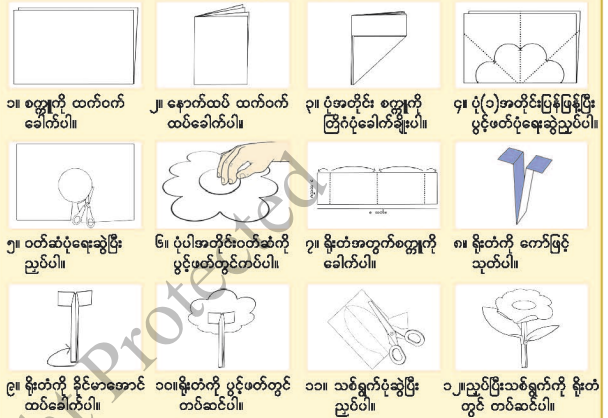 ၁။ စက္ကူကို ထက်ဝက်
ခေါက်ပါ။
၂။ နောက်ထပ် ထက်ဝက်
ထပ်ခေါက်ပါ။
၃။ ပုံအတိုင်း စက္ကူကို
တြိဂံပုံခေါက်ချိုးပါ။
၄။ ပုံ(၁)အတိုင်းပြန်ဖြန့်ပြီး
ပွင့်ဖတ်ပုံရေးဆွဲညှပ်ပါ။
၅။ ဝတ်ဆံပုံရေးဆွဲပြီး
ညှပ်ပါ။
၆။ ပုံပါအတိုင်းဝတ်ဆံကို
ပွင့်ဖတ်တွင်ကပ်ပါ။
၇။ ရိုးတံအတွက်စက္ကူကို
ခေါက်ပါ။
၈။ ရိုးတံကို ကော်ဖြင့်
သုတ်ပါ။
၉။ ရိုးတံကို ခိုင်မာအောင်
ထပ်ခေါက်ပါ။
၁၀။ရိုးတံကို ပွင့်ဖတ်တွင်
တပ်ဆင်ပါ။
၁၁။ သစ်ရွက်ပုံဆွဲပြီး
ညှပ်ပါ။
၁၂။ညှပ်ပြီးသစ်ရွက်ကို ရိုးတံ
တွင် တပ်ဆင်ပါ။
Protected